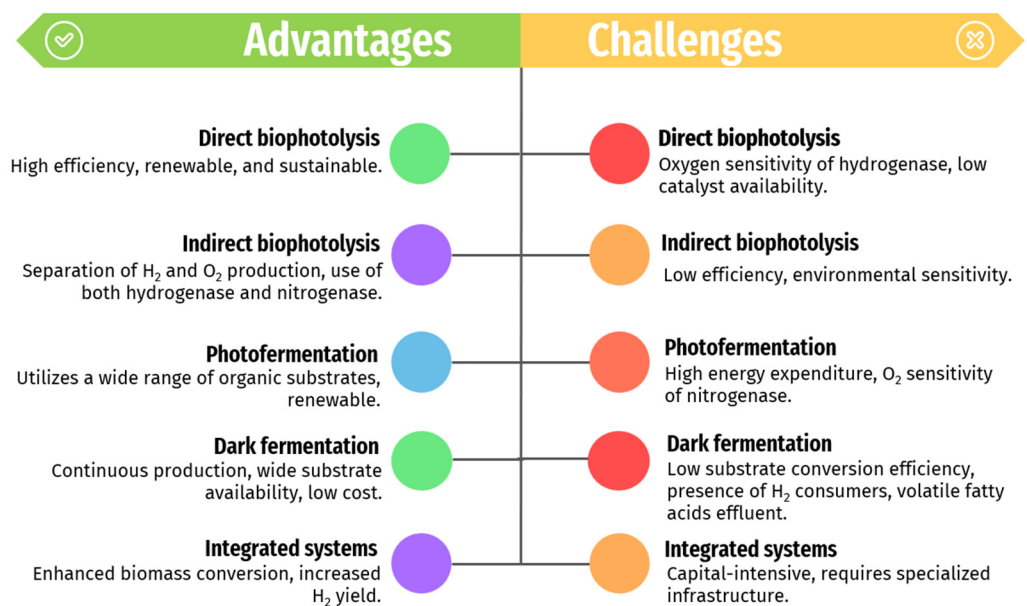 Advantages
Challenges
Direct biophotolysis
High efficiency, renewable, and sustainable.
Direct biophotolysis
Oxygen sensitivity of hydrogenase, low
catalyst availability.
Indirect biophotolysis
Separation of H₂ and O₂ production, use of
both hydrogenase and nitrogenase.
Indirect biophotolysis
Low efficiency, environmental sensitivity.
Photofermentation
Utilizes a wide range of organic substrates,
renewable.
Photofermentation
High energy expenditure, O₂ sensitivity
of nitrogenase.
Dark fermentation
Continuous production, wide substrate
availability, low cost.
Dark fermentation
Low substrate conversion efficiency,
presence of H₂ consumers, volatile fatty
acids effluent.
Integrated systems
Enhanced biomass conversion, increased
H₂ yield.
Integrated systems
Capital-intensive, requires specialized
infrastructure.